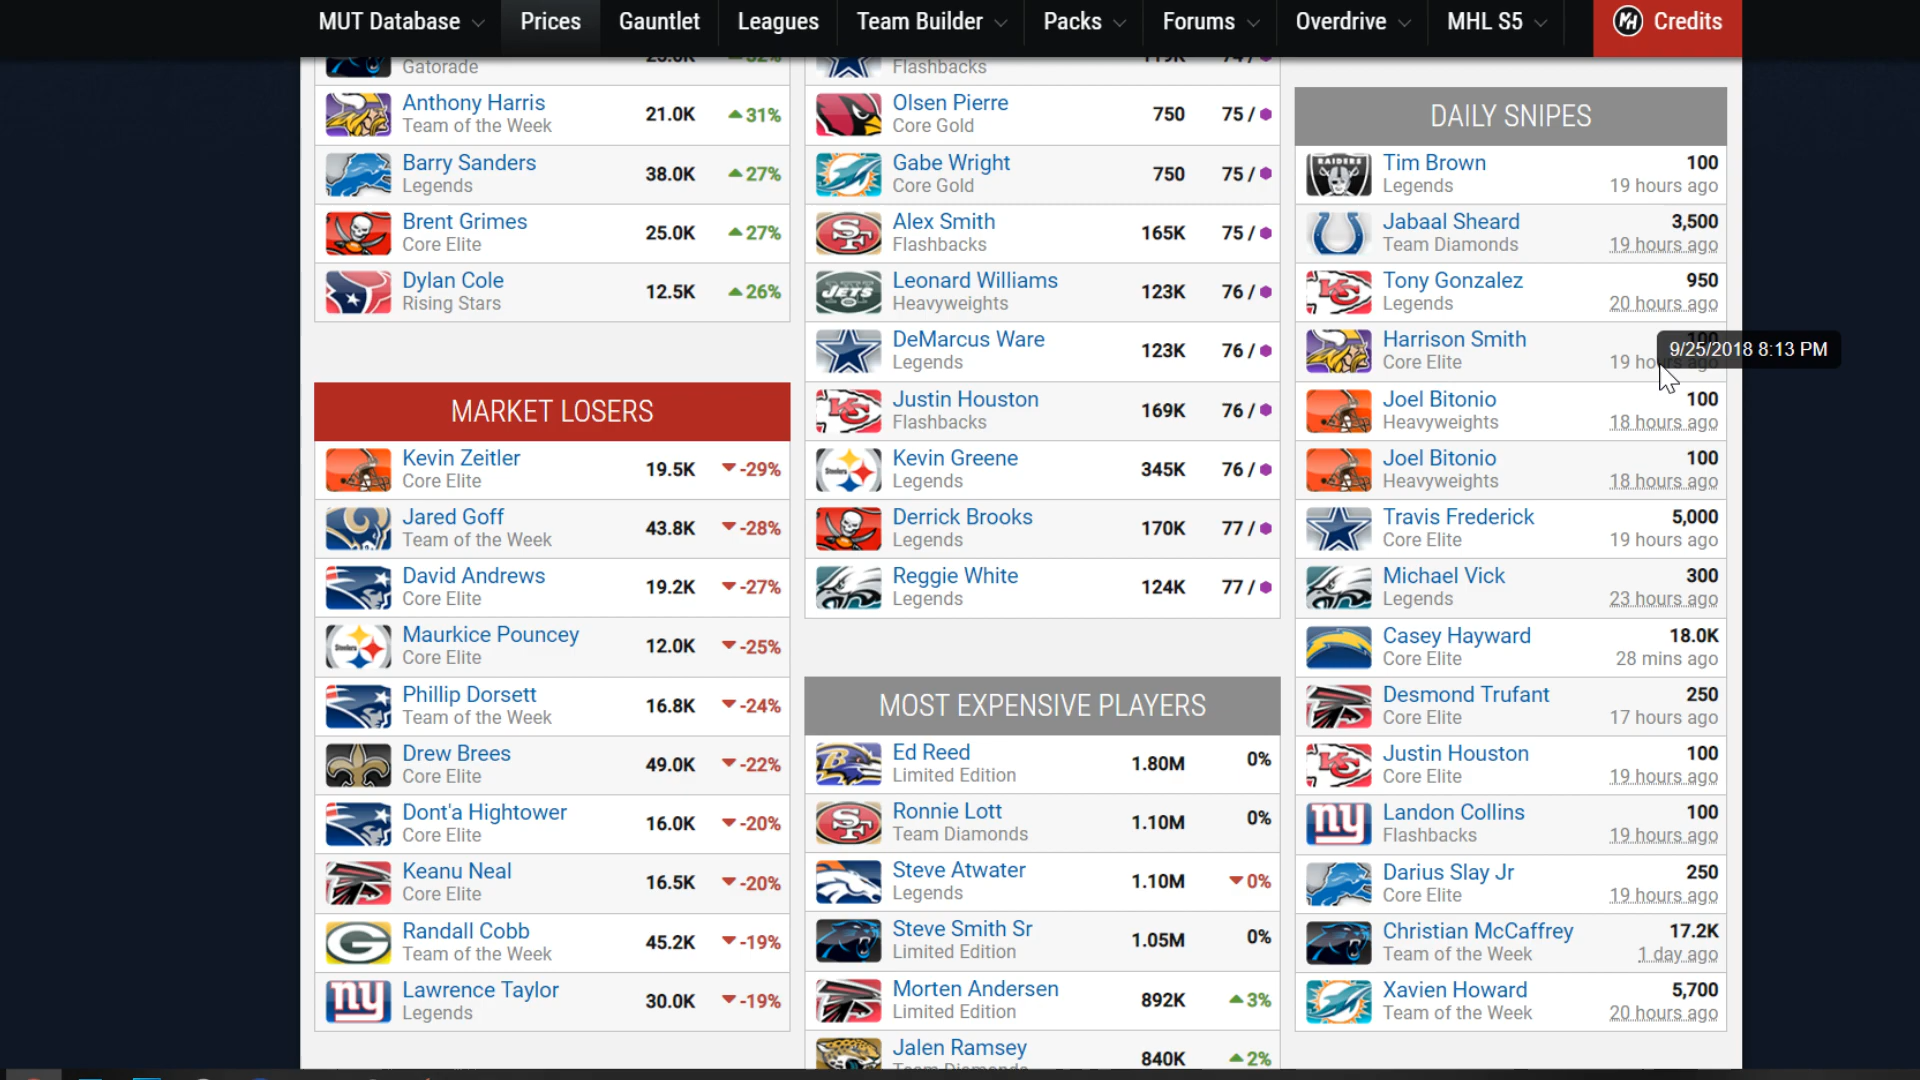 MUT Database
Prices
Gauntlet
Leagues
Team Builder
Packs
Forums
Overdrive
MHL S5
Credits
Gatorade
Anthony Harris 21.0K 31%
Team of the Week
Barry Sanders 38.0K 27%
Legends
Brent Grimes 25.0K 27%
Core Elite
Dylan Cole 12.5K 26%
Rising Stars
MARKET LOSERS
Kevin Zeitler 19.5K -29%
Core Elite
Jared Goff 43.8K -28%
Team of the Week
David Andrews 19.2K -27%
Core Elite
Maurkice Pouncey 12.0K -25%
Core Elite
Phillip Dorsett 16.8K -24%
Team of the Week
Drew Brees 49.0K -22%
Core Elite
Dont'a Hightower 16.0K -20%
Core Elite
Keanu Neal 16.5K -20%
Core Elite
Randall Cobb 45.2K -19%
Team of the Week
Lawrence Taylor 30.0K -19%
Legends
Flashbacks
Olsen Pierre 750 75 /
Core Gold
Gabe Wright 750 75 /
Core Gold
Alex Smith 165K 75 /
Flashbacks
Leonard Williams 123K 76 /
Heavyweights
DeMarcus Ware 123K 76 /
Legends
Justin Houston 169K 76 /
Flashbacks
Kevin Greene 345K 76 /
Legends
Derrick Brooks 170K 77 /
Legends
Reggie White 124K 77 /
Legends
MOST EXPENSIVE PLAYERS
Ed Reed 1.80M 0%
Limited Edition
Ronnie Lott 1.10M 0%
Team Diamonds
Steve Atwater 1.10M 0%
Legends
Steve Smith Sr 1.05M 0%
Limited Edition
Morten Andersen 892K 3%
Limited Edition
Jalen Ramsey 840K 2%
Team Diamonds
DAILY SNIPES
RAIDERS
Tim Brown 100
Legends 19 hours ago
Jabaal Sheard 3,500
Team Diamonds 19 hours ago
Tony Gonzalez 950
Legends 20 hours ago
Harrison Smith 100
9/25/2018 8:13 PM
Core Elite 19 hours ago
Joel Bitonio 100
Heavyweights 18 hours ago
Joel Bitonio 100
Heavyweights 18 hours ago
Travis Frederick 5,000
Core Elite 19 hours ago
Michael Vick 300
Legends 23 hours ago
Casey Hayward 18.0K
Core Elite 28 mins ago
Desmond Trufant 250
Core Elite 17 hours ago
Justin Houston 100
Core Elite 19 hours ago
Landon Collins 100
Flashbacks 19 hours ago
Darius Slay Jr 250
Core Elite 19 hours ago
Christian McCaffrey 17.2K
Team of the Week 1 day ago
Xavien Howard 5,700
Team of the Week 20 hours ago